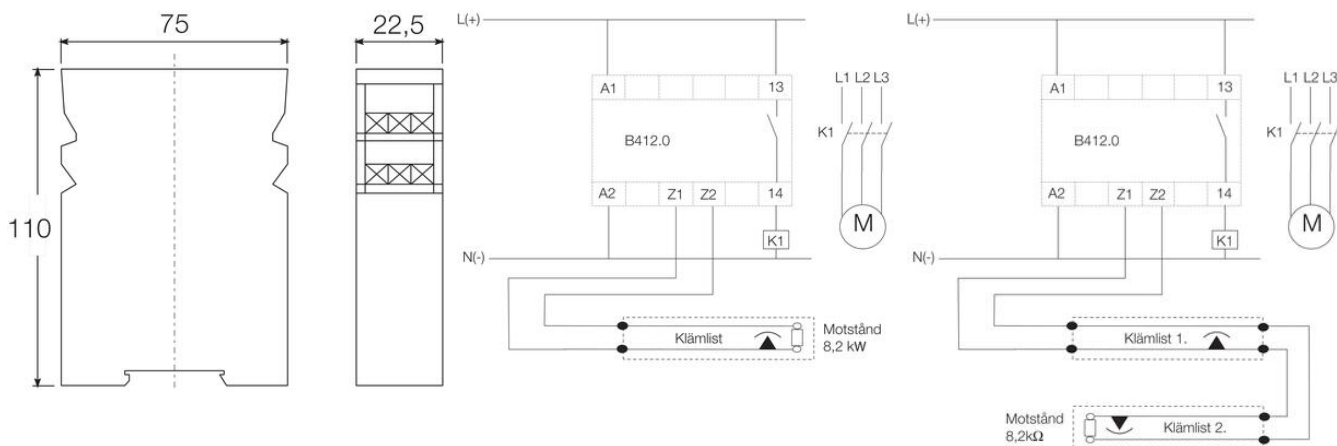 75
22,5
110
L(+)
A1 13
B412.0
A2 Z1 Z2 14
K1
N(-)
L1 L2 L3
K1
M
Klämlist
Motstånd
8,2 kW
L(+)
A1 13
B412.0
A2 Z1 Z2 14
K1
N(-)
L1 L2 L3
K1
M
Klämlist 1.
Motstånd
8,2kΩ
Klämlist 2.